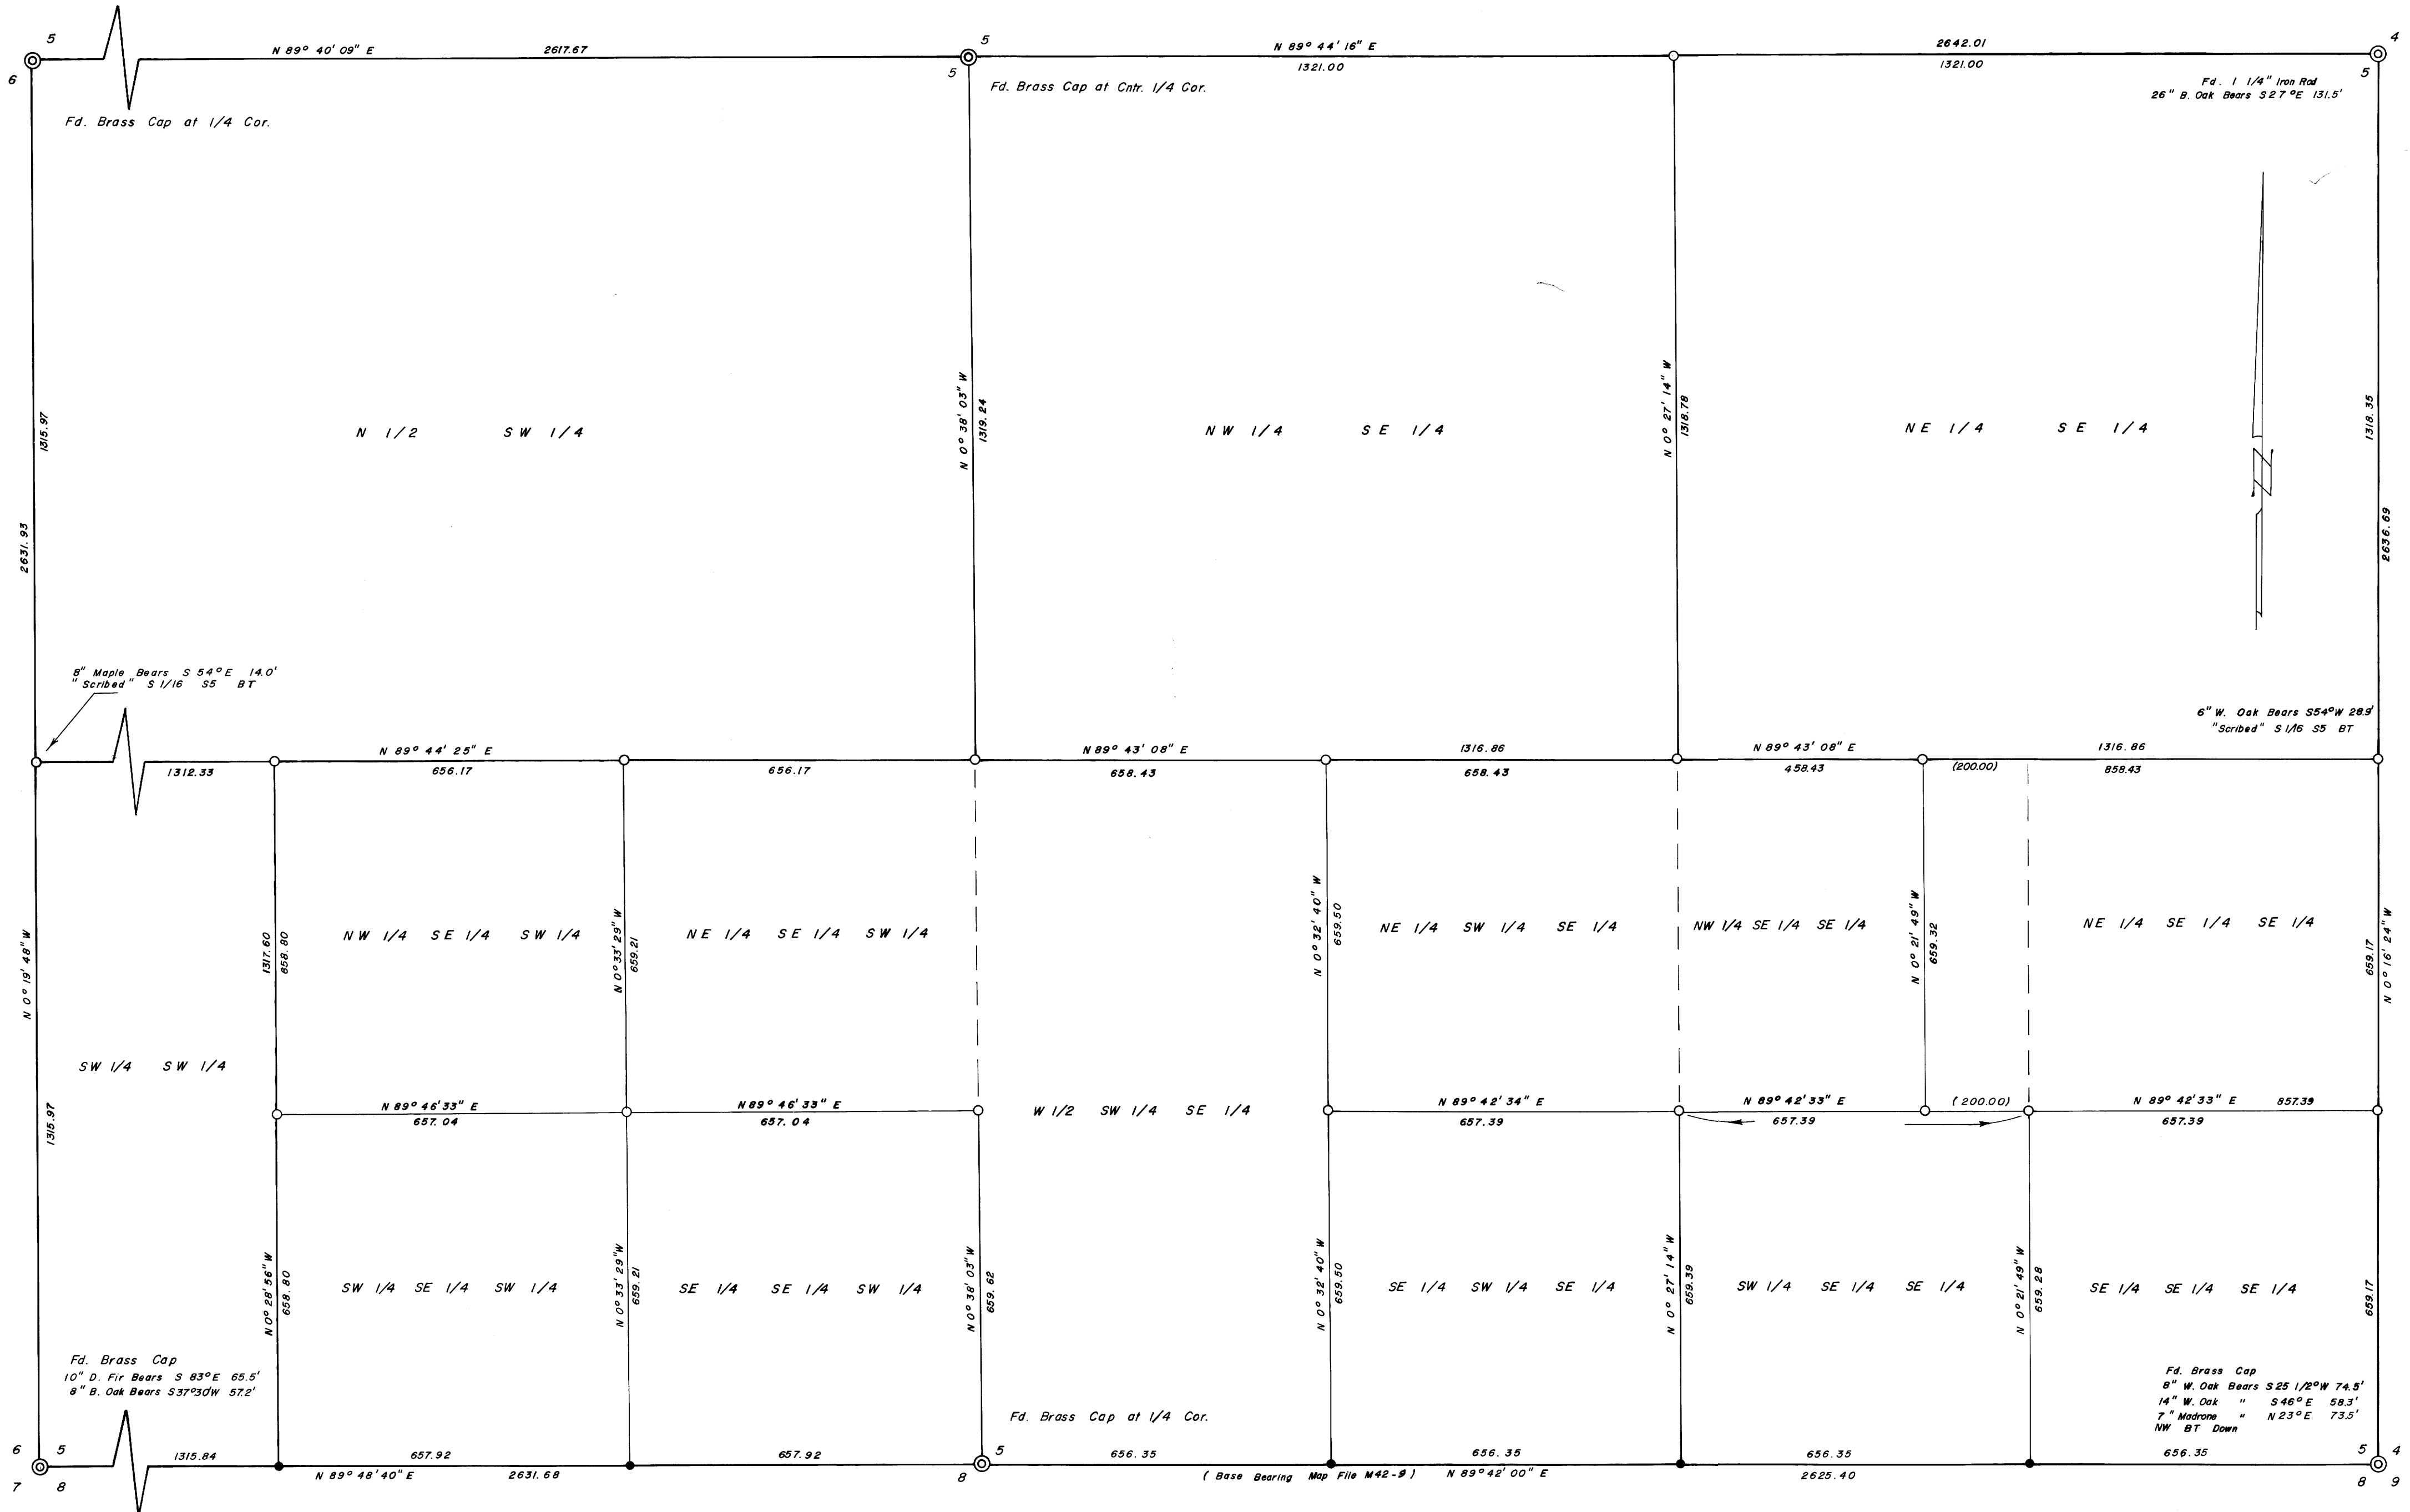 5
6
N 89° 40' 09" E
2617.67
5
5
N 89° 44' 16" E
1321.00
2642.01
1321.00
4
5
Fd. Brass Cap at 1/4 Cor.
Fd. Brass Cap at Cntr. 1/4 Cor.
Fd. 1 1/4" Iron Rod
26" B. Oak Bears S27°E 131.5'
1315.97
2631.93
N 1/2 SW 1/4
N 0° 38' 03" W
1319.24
NW 1/4 SE 1/4
N 0° 27' 14" W
1318.78
NE 1/4 SE 1/4
N
1318.35
2636.69
8" Maple Bears S 54° E 14.0'
"Scribed" S 1/16 S5 BT
6" W. Oak Bears S54°W 28.9'
"Scribed" S 1/16 S5 BT
1312.33
N 89° 44' 25" E
656.17
656.17
N 89° 43' 08" E
658.43
1316.86
658.43
N 89° 43' 08" E
458.43
(200.00)
1316.86
858.43
N 0° 19' 48" W
1317.60
858.80
NW 1/4 SE 1/4 SW 1/4
N 0° 33' 29" W
659.21
NE 1/4 SE 1/4 SW 1/4
N 0° 32' 40" W
659.50
NE 1/4 SW 1/4 SE 1/4
NW 1/4 SE 1/4 SE 1/4
N 0° 21' 49" W
659.32
NE 1/4 SE 1/4 SE 1/4
659.17
N 0° 16' 24" W
SW 1/4 SW 1/4
1315.97
N 89° 46' 33" E
657.04
N 89° 46' 33" E
657.04
W 1/2 SW 1/4 SE 1/4
N 89° 42' 34" E
657.39
N 89° 42' 33" E
657.39
(200.00)
N 89° 42' 33" E
857.39
657.39
N 0° 28' 56" W
658.80
SW 1/4 SE 1/4 SW 1/4
N 0° 33' 29" W
659.21
SE 1/4 SE 1/4 SW 1/4
N 0° 38' 03" W
659.62
N 0° 32' 40" W
659.50
SE 1/4 SW 1/4 SE 1/4
N 0° 27' 14" W
659.39
SW 1/4 SE 1/4 SE 1/4
N 0° 21' 49" W
659.28
SE 1/4 SE 1/4 SE 1/4
659.17
Fd. Brass Cap
10" D. Fir Bears S 83° E 65.5'
8" B. Oak Bears S37°30'W 57.2'
Fd. Brass Cap at 1/4 Cor.
Fd. Brass Cap
8" W. Oak Bears S 25 1/2° W 74.5'
14" W. Oak " S 46° E 58.3'
7" Madrone " N 23° E 73.5'
NW BT Down
6 5
7 8
1315.84
N 89° 48' 40" E
657.92
2631.68
657.92
5
8
656.35
( Base Bearing Map File M42-9 ) N 89° 42' 00" E
656.35
656.35
2625.40
656.35
5 4
8 9